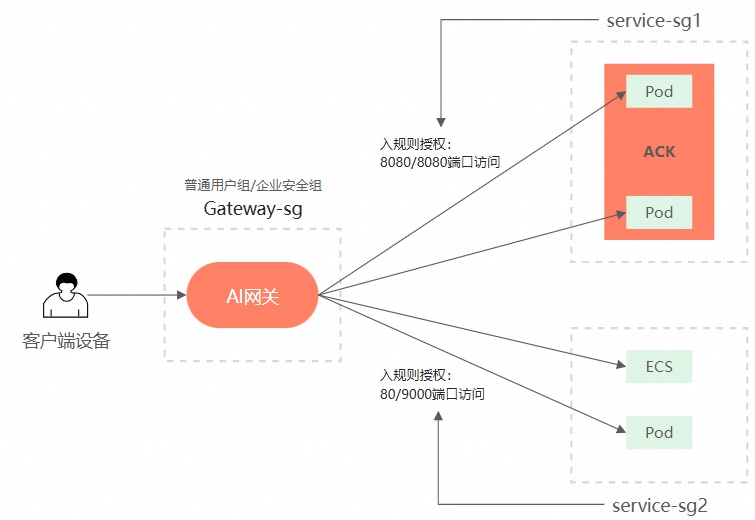 service-sg1
Pod
入规则授权：
8080/8080端口访问
ACK
普通用户组/企业安全组
Gateway-sg
Pod
AI网关
客户端设备
入规则授权：
80/9000端口访问
ECS
Pod
service-sg2